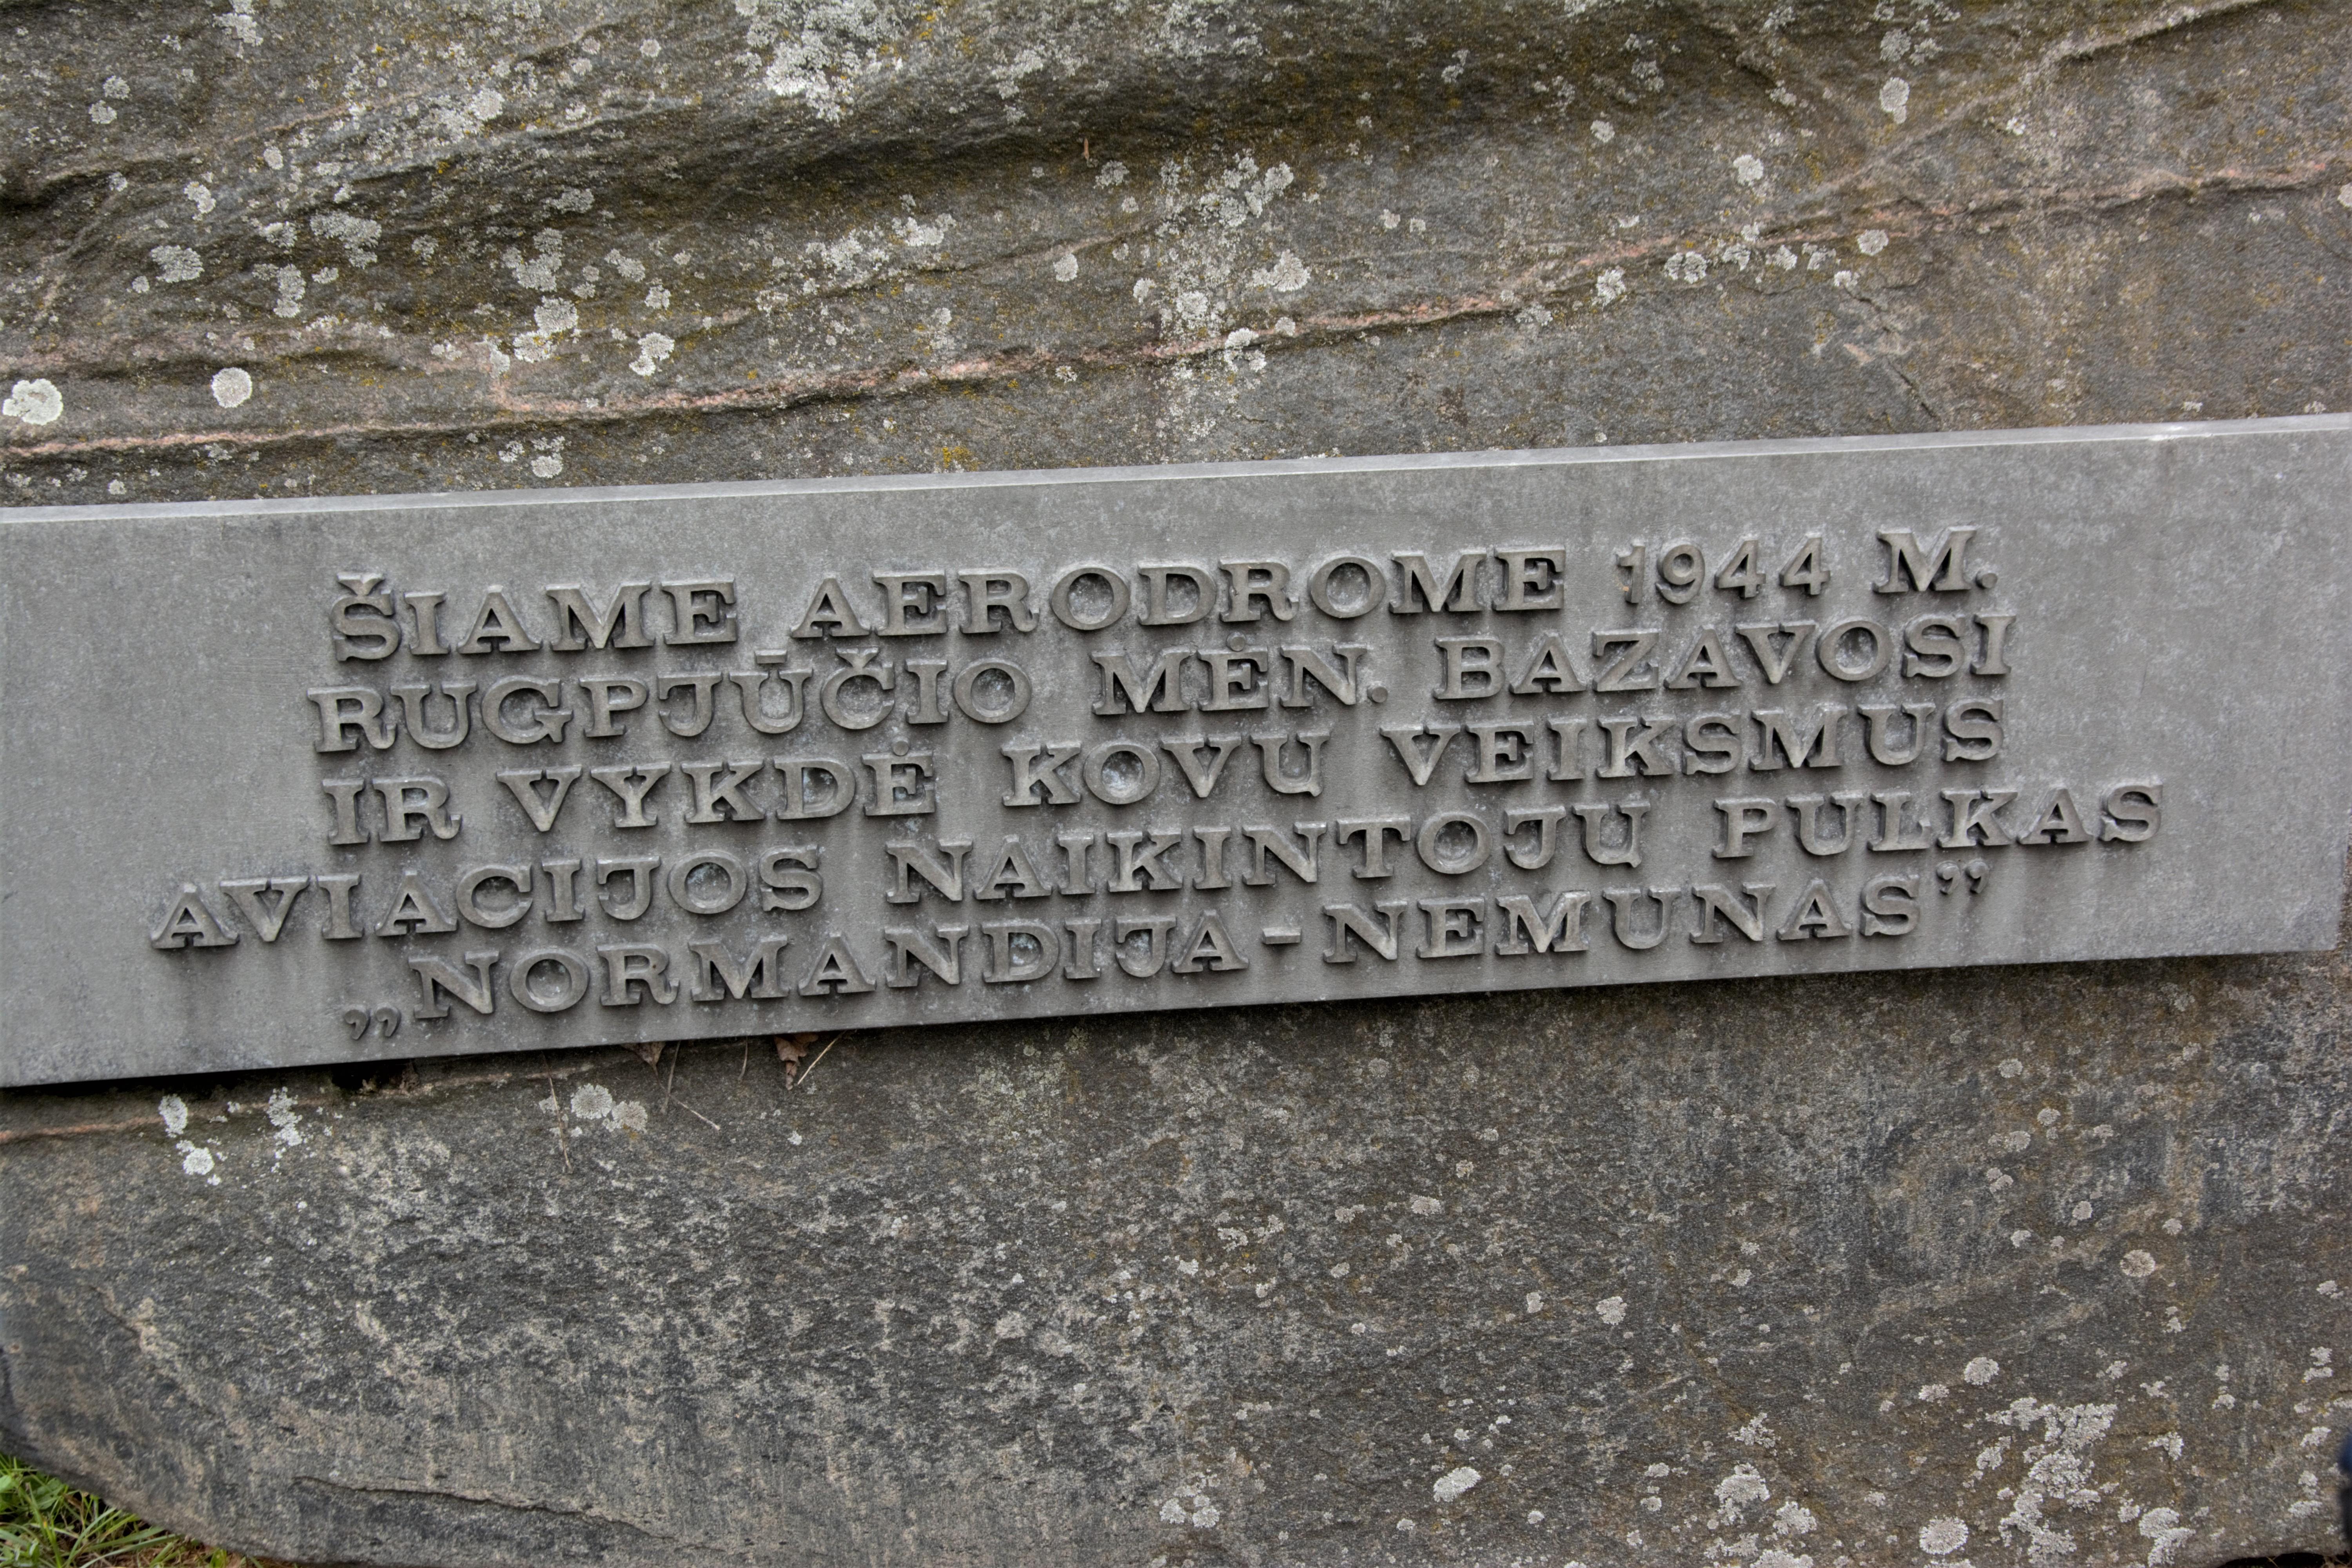 ŠIAME AERODROME 1944 M.
RUGPJŪČIO MĖN. BAZAVOSI
IR VYKDĖ KOVŲ VEIKSMUS
AVIACIJOS NAIKINTOJŲ PULKAS
„NORMANDIJA-NEMUNAS”